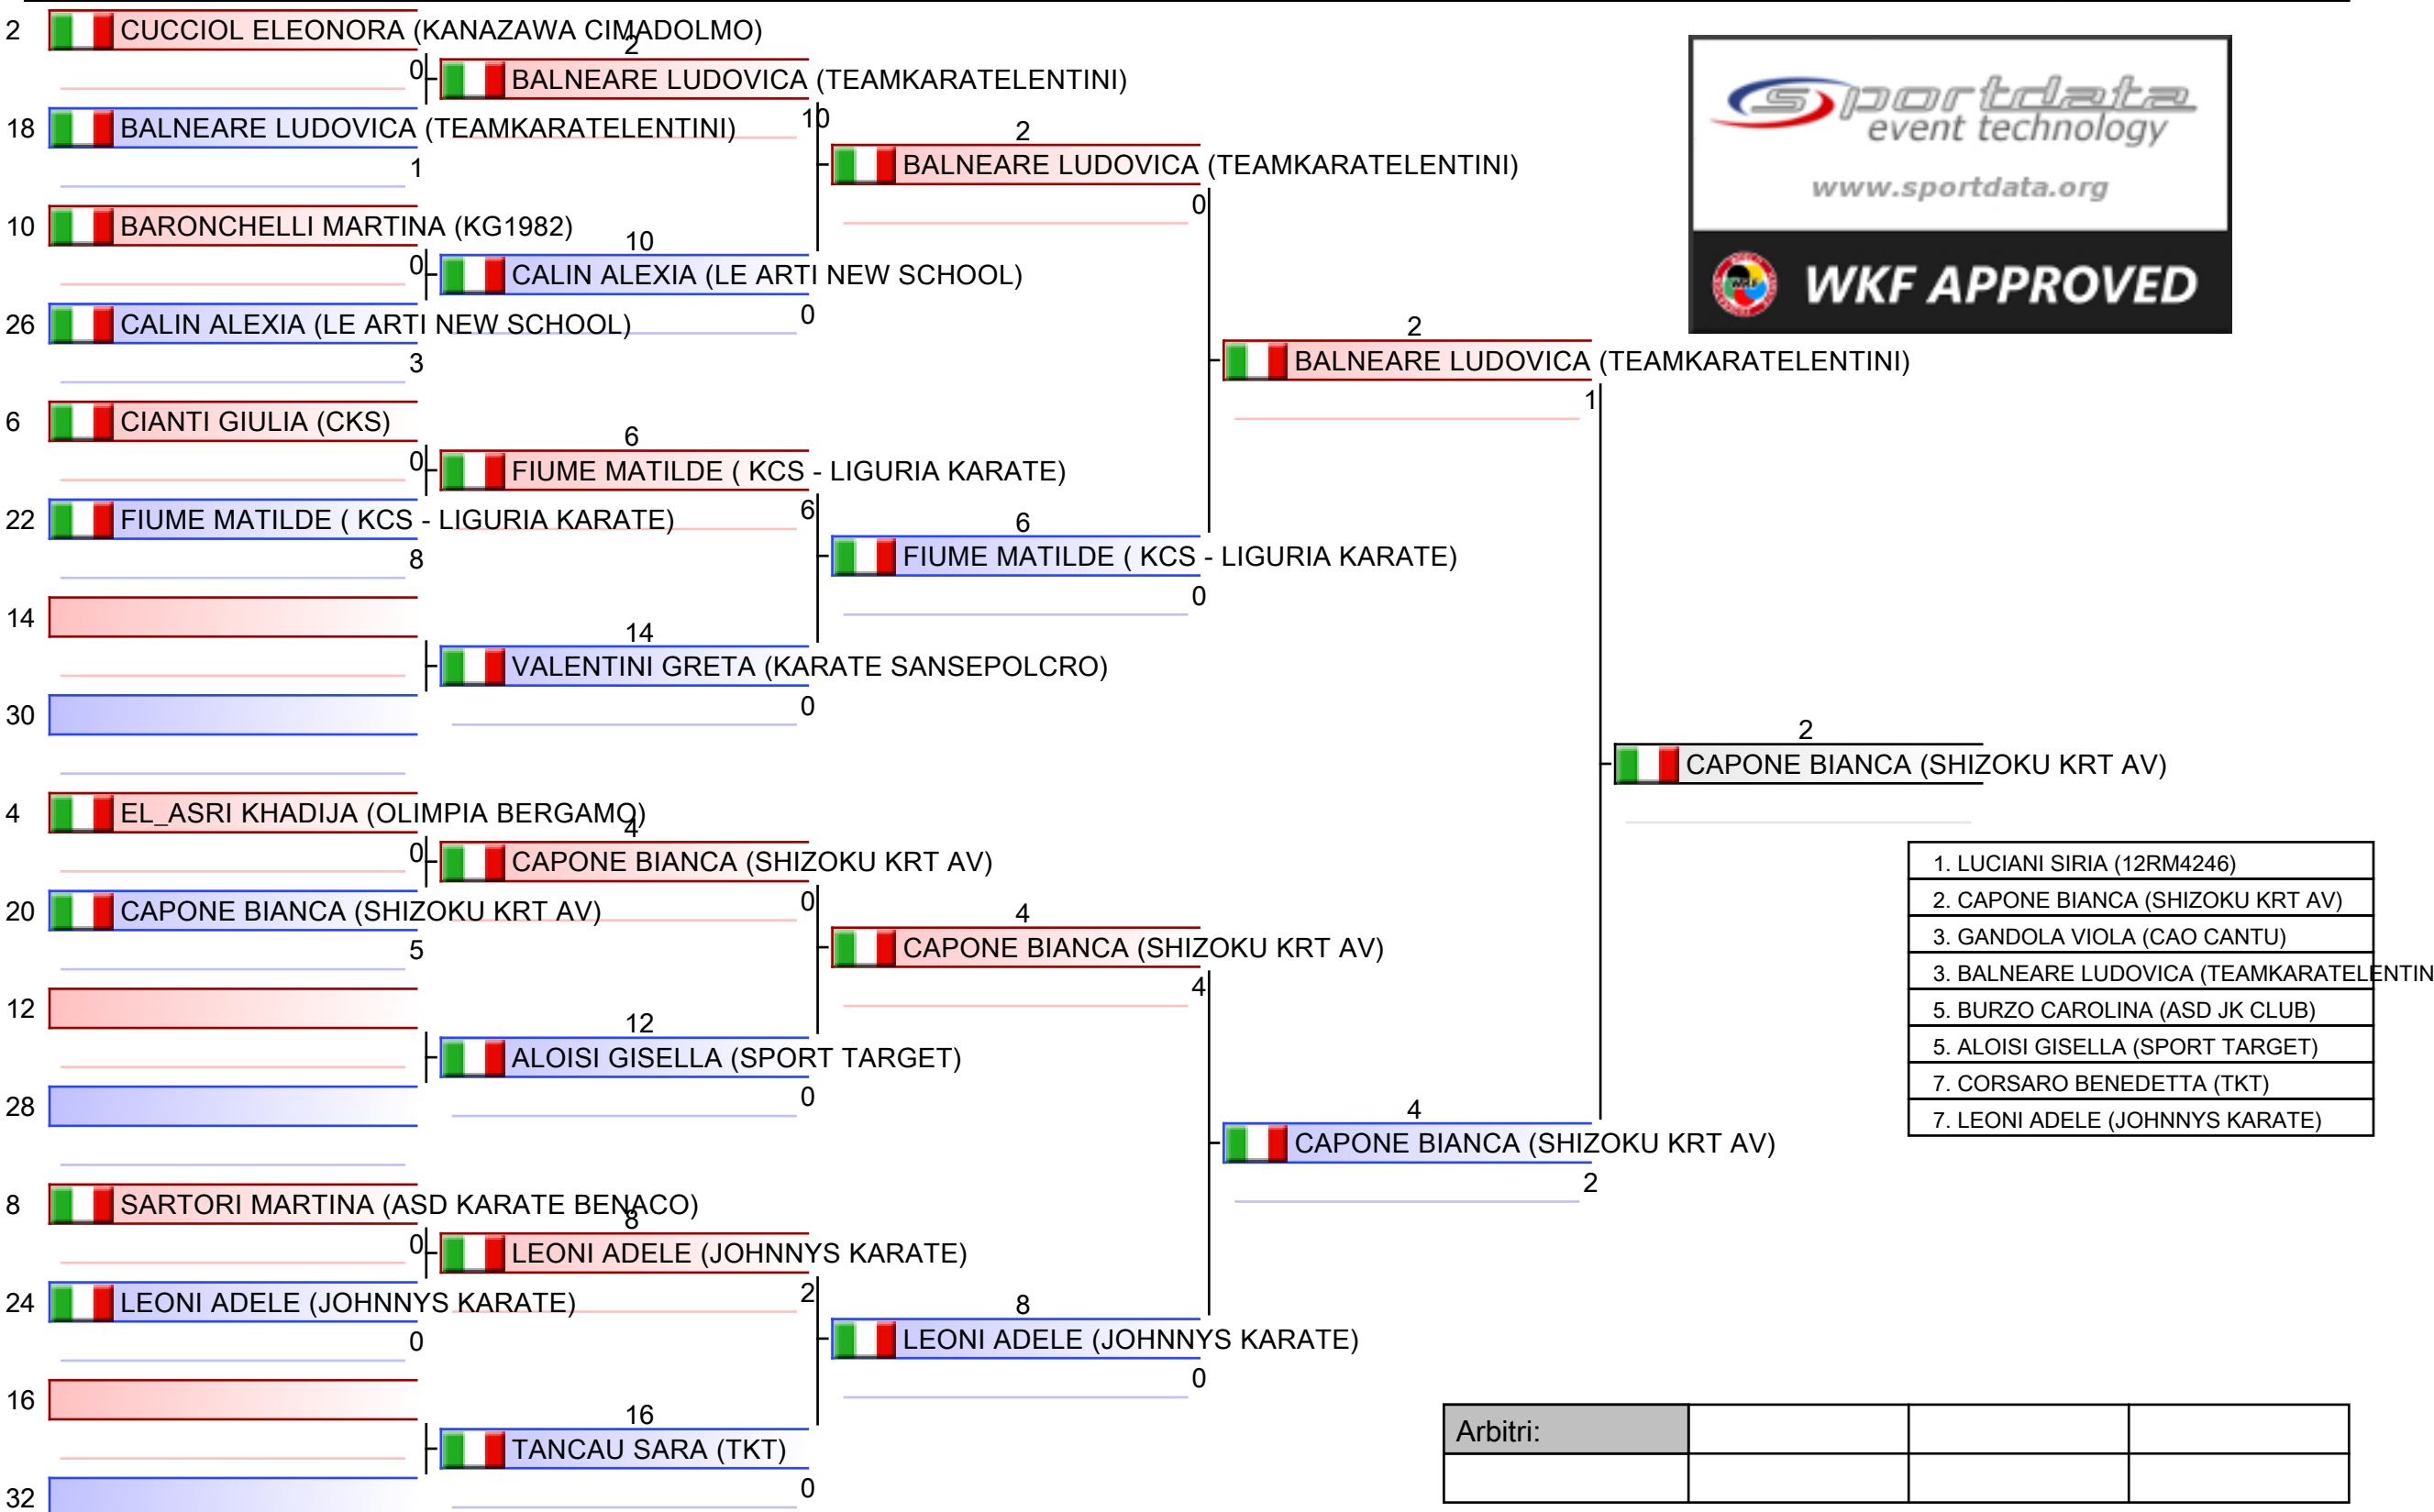 2 CUCCIOL ELEONORA (KANAZAWA CIMADOLMO)
2
0 BALNEARE LUDOVICA (TEAMKARATELENTINI)
10
18 BALNEARE LUDOVICA (TEAMKARATELENTINI)
1
2
BALNEARE LUDOVICA (TEAMKARATELENTINI)
0
10 BARONCHELLI MARTINA (KG1982)
10
0 CALIN ALEXIA (LE ARTI NEW SCHOOL)
0
26 CALIN ALEXIA (LE ARTI NEW SCHOOL)
3
2
BALNEARE LUDOVICA (TEAMKARATELENTINI)
1
6 CIANTI GIULIA (CKS)
6
0 FIUME MATILDE ( KCS - LIGURIA KARATE)
6
22 FIUME MATILDE ( KCS - LIGURIA KARATE)
8
6
FIUME MATILDE ( KCS - LIGURIA KARATE)
0
14
14
VALENTINI GRETA (KARATE SANSEPOLCRO)
0
30
2
CAPONE BIANCA (SHIZOKU KRT AV)
4 EL_ASRI KHADIJA (OLIMPIA BERGAMO)
4
0 CAPONE BIANCA (SHIZOKU KRT AV)
0
20 CAPONE BIANCA (SHIZOKU KRT AV)
5
4
CAPONE BIANCA (SHIZOKU KRT AV)
4
12
12
ALOISI GISELLA (SPORT TARGET)
0
28
4
CAPONE BIANCA (SHIZOKU KRT AV)
2
8 SARTORI MARTINA (ASD KARATE BENACO)
8
0 LEONI ADELE (JOHNNYS KARATE)
2
24 LEONI ADELE (JOHNNYS KARATE)
0
8
LEONI ADELE (JOHNNYS KARATE)
0
16
16
TANCAU SARA (TKT)
0
32
sportdata
event technology
www.sportdata.org
WKF APPROVED
1. LUCIANI SIRIA (12RM4246)
2. CAPONE BIANCA (SHIZOKU KRT AV)
3. GANDOLA VIOLA (CAO CANTU)
3. BALNEARE LUDOVICA (TEAMKARATELENTIN
5. BURZO CAROLINA (ASD JK CLUB)
5. ALOISI GISELLA (SPORT TARGET)
7. CORSARO BENEDETTA (TKT)
7. LEONI ADELE (JOHNNYS KARATE)
Arbitri: